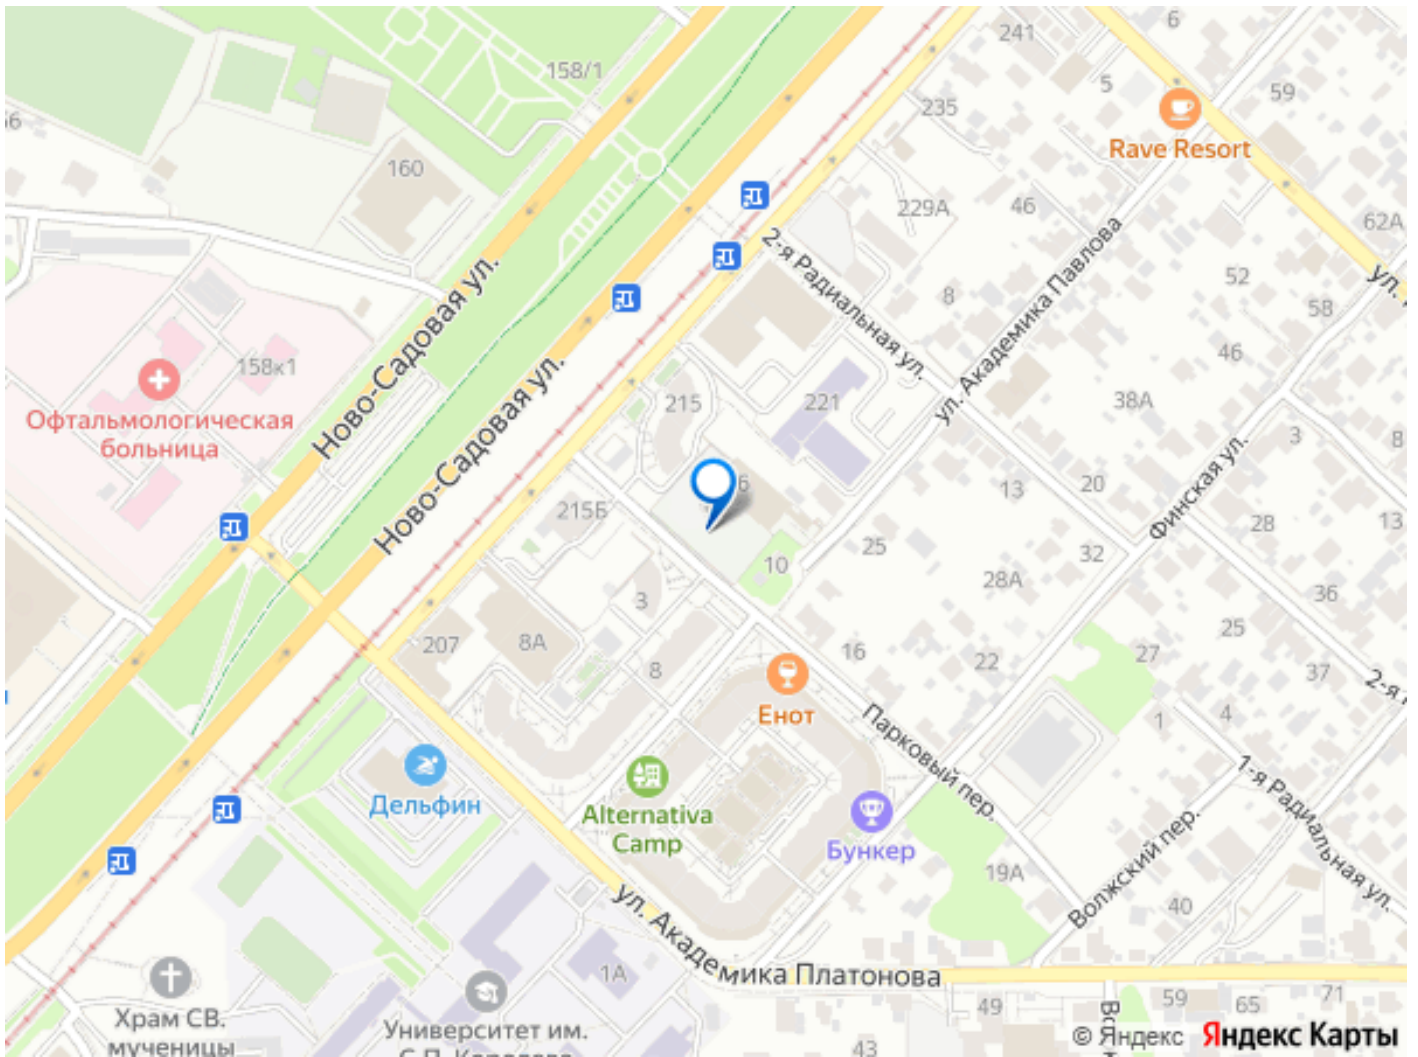 6
241
158/1
5
59
235
Rave Resort
66
160
229А
46
62А
2-я Радиальная ул.
ул. Академика Павлова
52
8
58
Ново-Садовая ул.
158к1
46
Офтальмологическая
больница
Ново-Садовая ул.
215
221
38А
3
8
Финская ул.
6
13
20
215Б
28
13
25
32
10
28А
3
36
207
8А
16
25
22
27
8
37
2-я
Енот
Парковый пер.
1
4
Дельфин
Alternativa
Camp
1-я Радиальная ул.
Бункер
Волжский пер.
19А
40
ул. Академика Платонова
1А
49
59
65
71
Храм СВ.
мученицы
Университет им.
С.П. Королева
43
© Яндекс Яндекс Карты